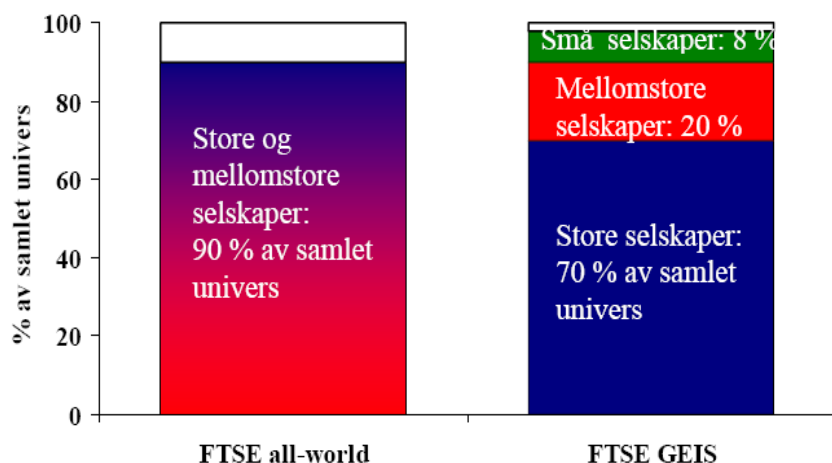 % av samlet univers
100
80
60
40
20
0
Store og
mellomstore
selskaper:
90 % av samlet
univers
Små selskaper: 8 %
Mellomstore
selskaper: 20 %
Store selskaper:
70 % av samlet
univers
FTSE all-world
FTSE GEIS